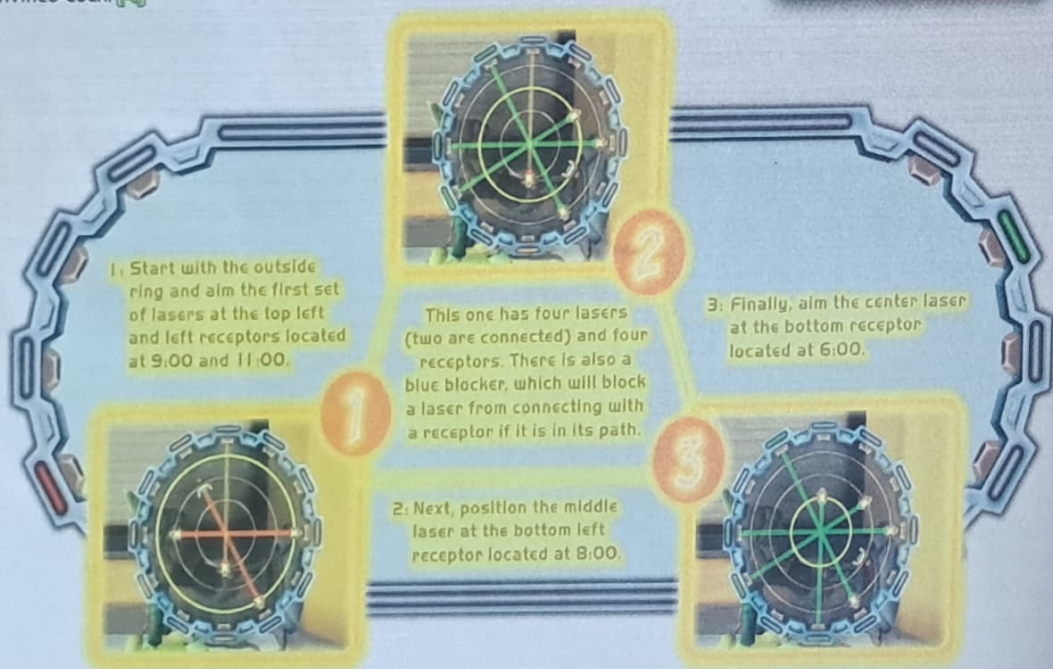 1: Start with the outside
ring and aim the first set
of lasers at the top left
and left receptors located
at 9:00 and 11:00.
1
2
This one has four lasers
(two are connected) and four
receptors. There is also a
blue blocker, which will block
a laser from connecting with
a receptor if it is in its path.
2: Next, position the middle
laser at the bottom left
receptor located at 8:00.
3: Finally, aim the center laser
at the bottom receptor
located at 6:00.
3